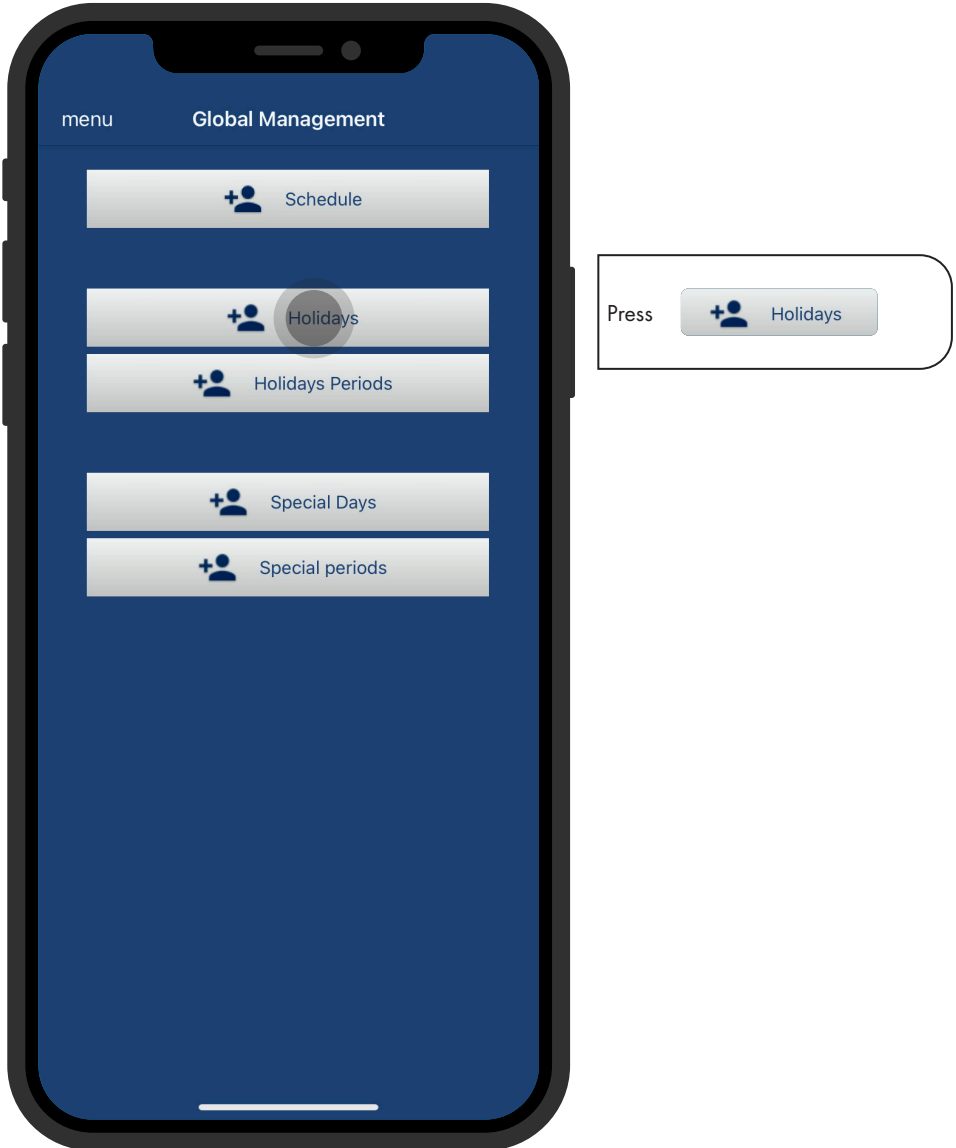 menu
Global Management
Schedule
Holidays
Holidays Periods
Special Days
Special periods
Press
Holidays